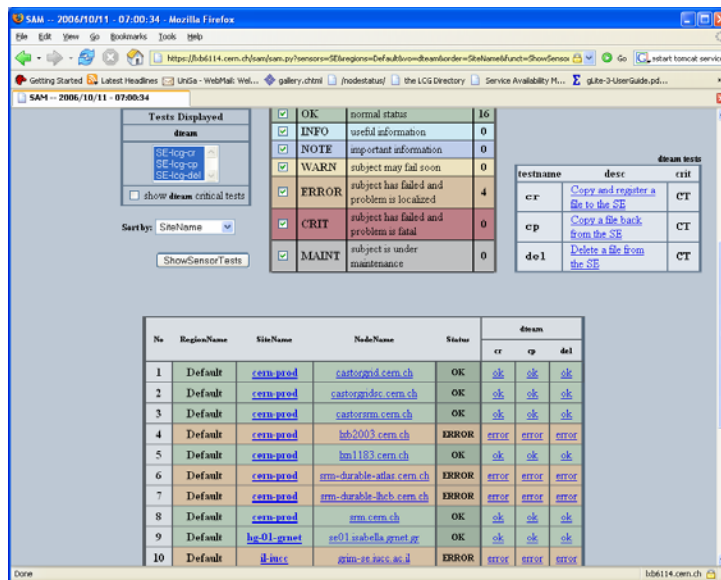 SAM -- 2006/10/11 - 07:00:34 - Mozilla Firefox
File Edit View Go Bookmarks Tools Help
https://lxb6114.cern.ch/sam/sam.py?sensors=SE&regions=Default&vo=dteam&order=SiteName&funct=ShowSensor Go start tomcat service
Getting Started Latest Headlines UniGa - WebMail: Wel... gallery.chtml /nodestatus/ the LCG Directory Service Availability M... gLite-3-UserGuide.pd...
SAM -- 2006/10/11 - 07:00:34
Tests Displayed
dteam
SE-lcg-cr
SE-lcg-cp
SE-lcg-del
show dteam critical tests
Sort by: SiteName
ShowSensorTests
OK normal status 16
INFO useful information 0
NOTE important information 0
WARN subject may fail soon 0
ERROR subject has failed and problem is localized 4
CRIT subject has failed and problem is fatal 0
MAINT subject is under maintenance 0
dteam tests
testname desc crit
cr Copy and register a file to the SE CT
cp Copy a file back from the SE CT
del Delete a file from the SE CT
No RegionName SiteName NodeName Status dteam
cr cp del
1 Default cern-prod castorgrid.cern.ch OK ok ok ok
2 Default cern-prod castorgridsc.cern.ch OK ok ok ok
3 Default cern-prod castorsrm.cern.ch OK ok ok ok
4 Default cern-prod lxb2003.cern.ch ERROR error error error
5 Default cern-prod lxn1183.cern.ch OK ok ok ok
6 Default cern-prod srm-durable-atlas.cern.ch ERROR error error error
7 Default cern-prod srm-durable-lhcb.cern.ch ERROR error error error
8 Default cern-prod srm.cern.ch OK ok ok ok
9 Default hg-01-grnet se01.isabella.grnet.gr OK ok ok ok
10 Default il-iucc grim-se.iucc.ac.il ERROR error error error
Done lxb6114.cern.ch